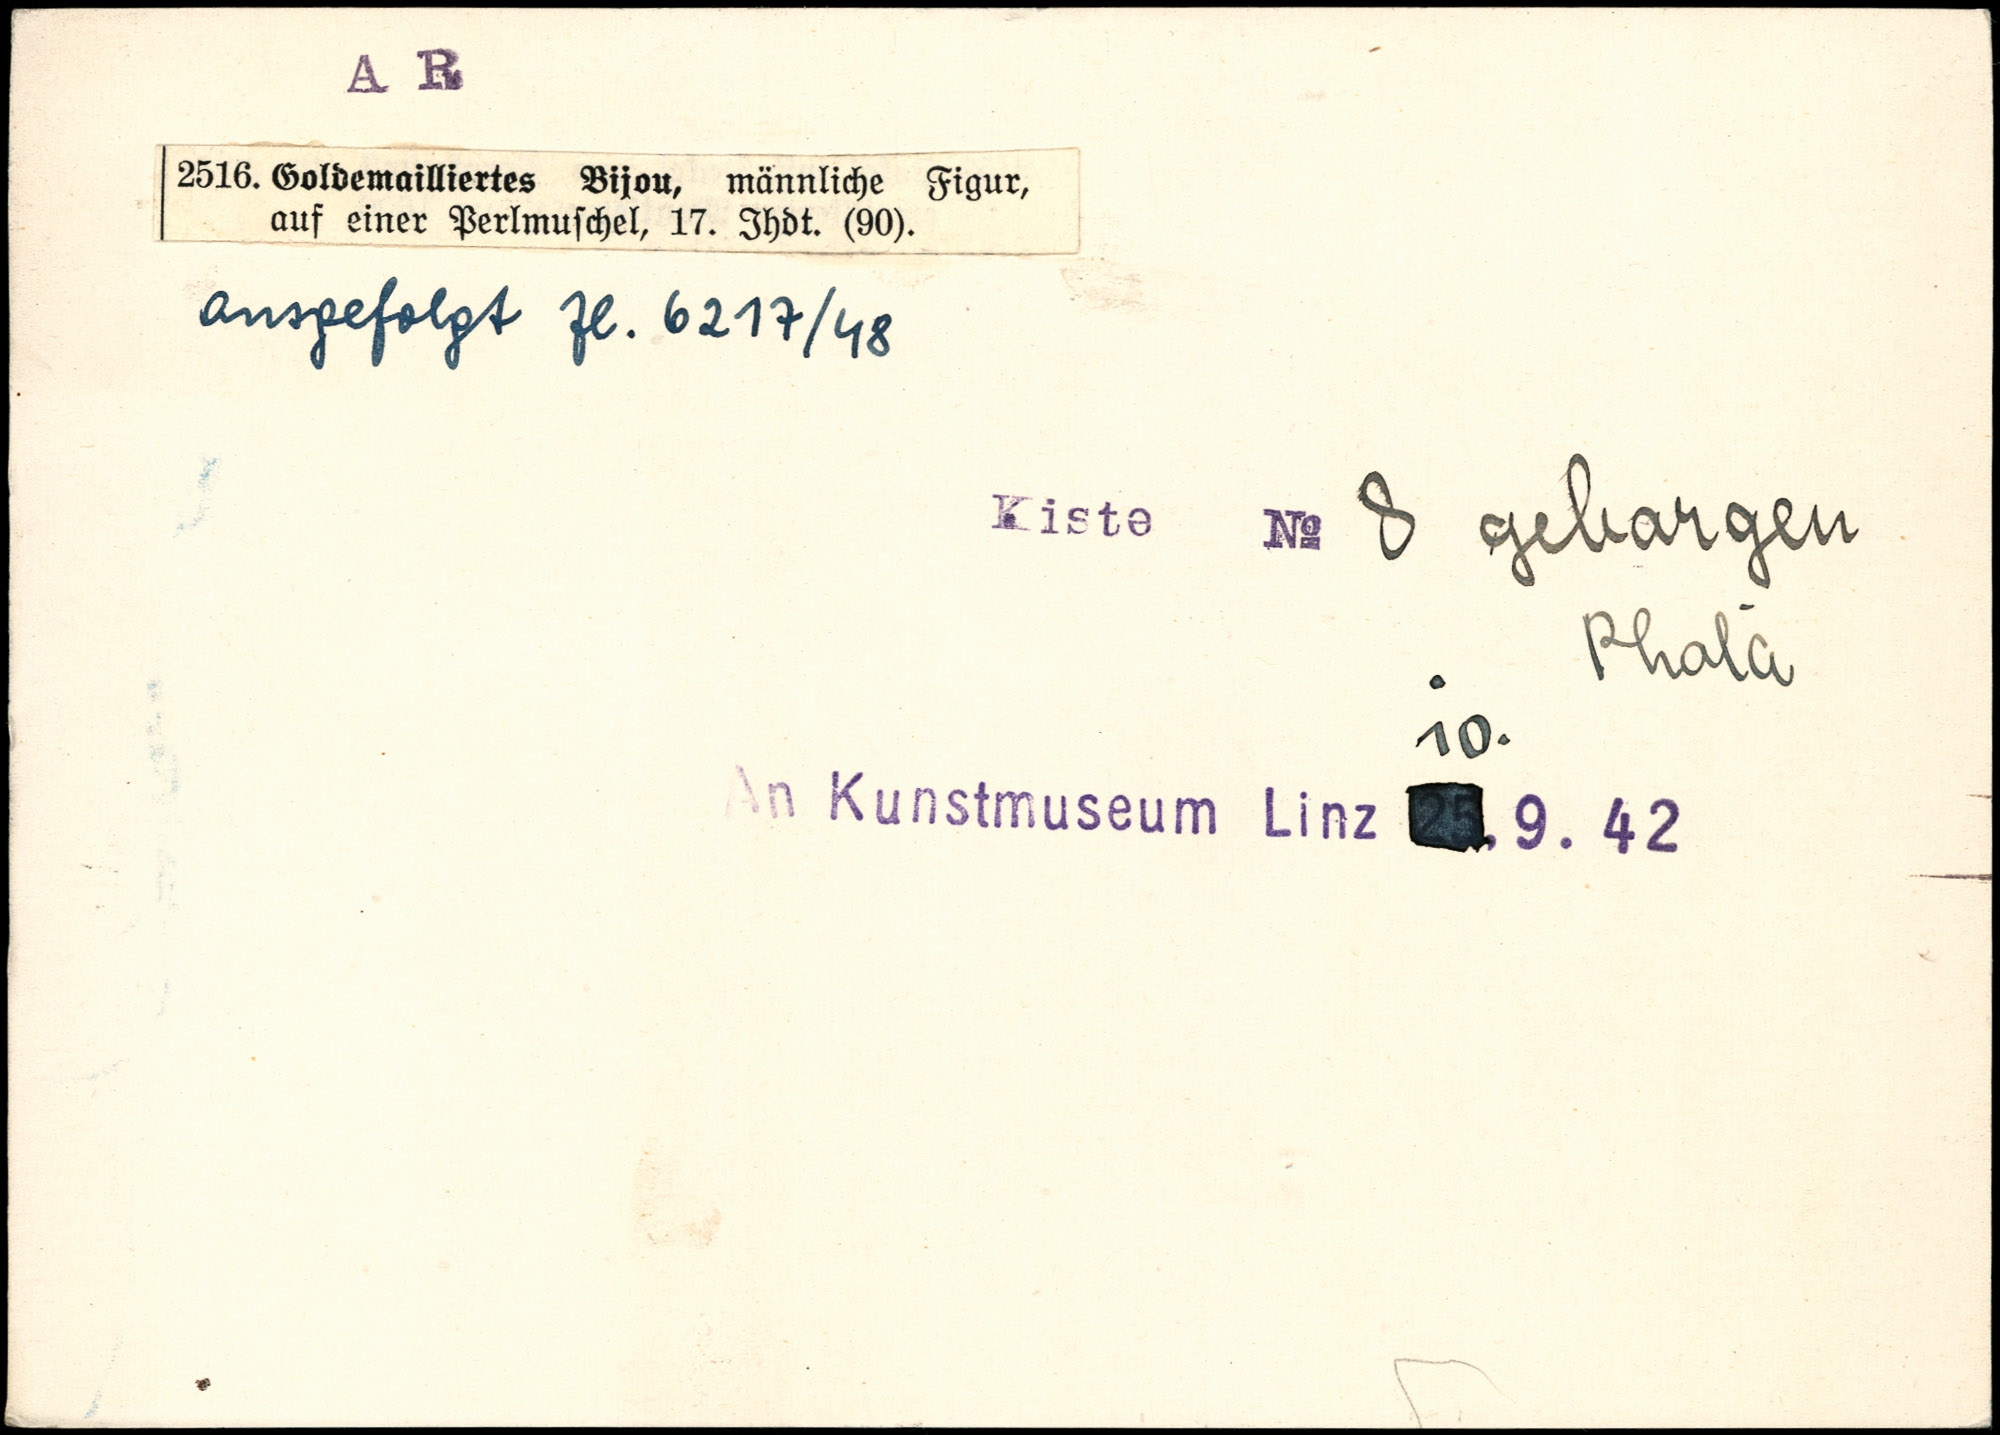 A R
2516. Goldemailliertes Bijou, männliche Figur,
auf einer Perlmuschel, 17. Jhdt. (90).
ausgefolgt Zl. 6217/48
Kiste № 8 geborgen
10.
An Kunstmuseum Linz 25.9.42